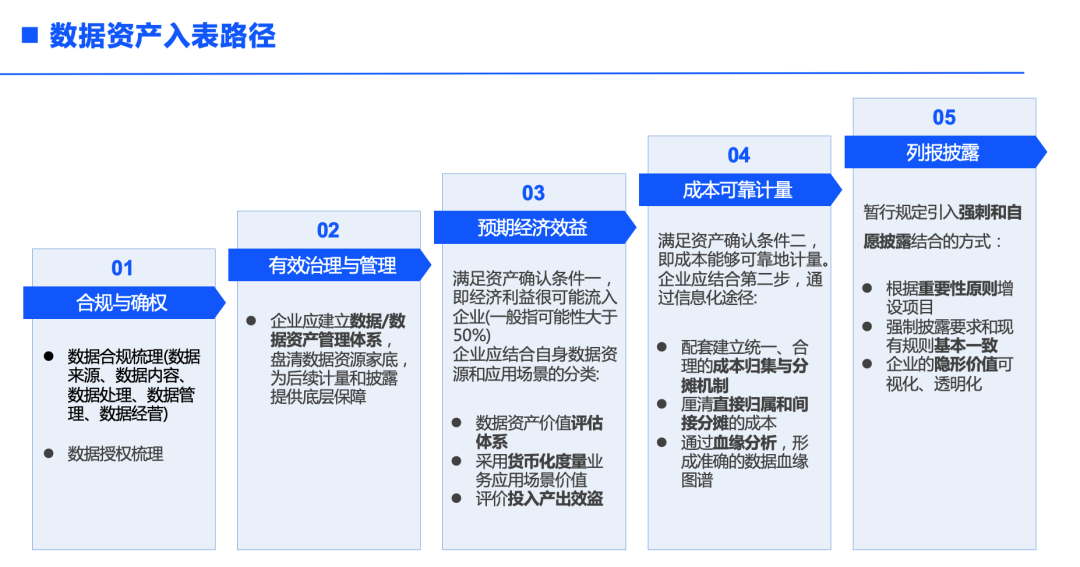 数据资产入表路径
01
合规与确权
● 数据合规梳理(数据
来源、数据内容、
数据处理、数据管
理、数据经营)
● 数据授权梳理
02
有效治理与管理
● 企业应建立数据/数
据资产管理体系，
盘清数据资源家底，
为后续计量和披露
提供底层保障
03
预期经济效益
满足资产确认条件一，
即经济利益很可能流入
企业(一般指可能性大于
50%)
企业应结合自身数据资
源和应用场景的分类:
● 数据资产价值评估
体系
● 采用货币化度量业
务应用场景价值
● 评价投入产出效盗
04
成本可靠计量
满足资产确认条件二，
即成本能够可靠地计量。
企业应结合第二步，通
过信息化途径:
● 配套建立统一、合
理的成本归集与分
摊机制
● 厘清直接归属和间
接分摊的成本
● 通过血缘分析，形
成准确的数据血缘
图谱
05
列报披露
暂行规定引入强刺和自
愿披露结合的方式：
● 根据重要性原则增
设项目
● 强制披露要求和现
有规则基本一致
● 企业的隐形价值可
视化、透明化